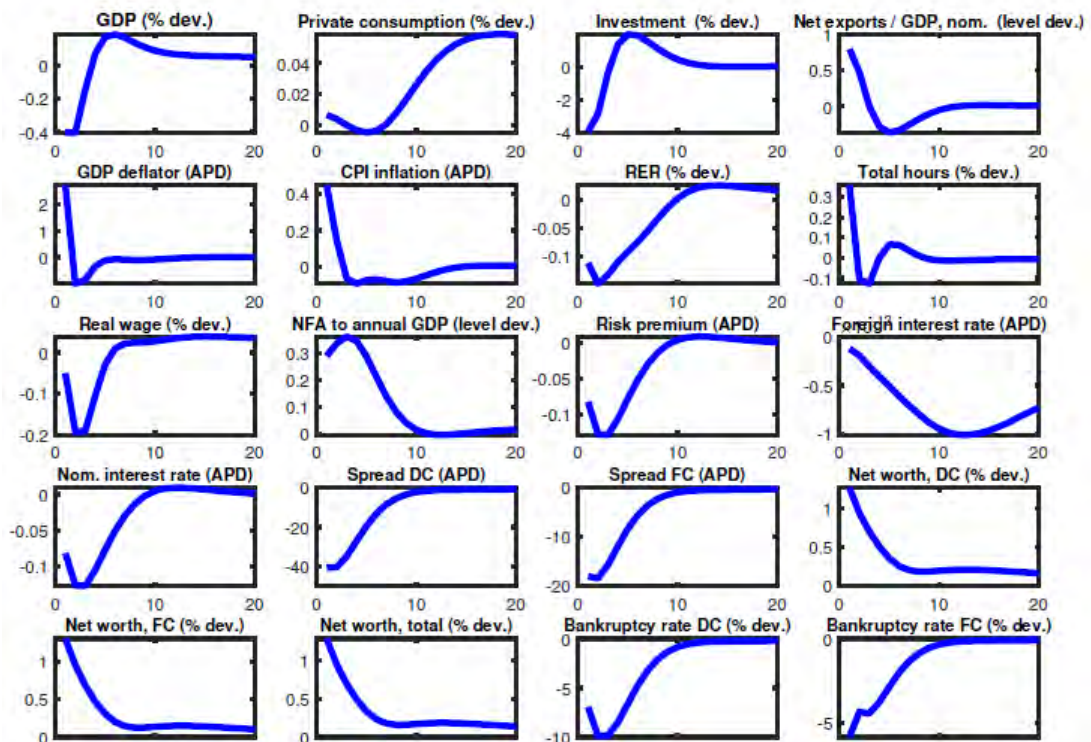 GDP (% dev.) Private consumption (% dev.) Investment (% dev.) Net exports / GDP, nom. (level dev.)
0 0.04 2 1
-0.2 0.02 0 0.5
-0.4 0 -2 0
-4
0 10 20 0 10 20 0 10 20 0 10 20
GDP deflator (APD) CPI inflation (APD) RER (% dev.) Total hours (% dev.)
2 0.4 0 0.3
1 0.2 -0.05 0.2
0 0 -0.1 0.1
0
-0.1
0 10 20 0 10 20 0 10 20 0 10 20
Real wage (% dev.) NFA to annual GDP (level dev.) Risk premium (APD) Foreign interest rate (APD)
0 0.3 0 0
-0.1 0.2 -0.05 -0.5
-0.2 0.1 -0.1 -1
0
0 10 20 0 10 20 0 10 20 0 10 20
Nom. interest rate (APD) Spread DC (APD) Spread FC (APD) Net worth, DC (% dev.)
0 0 0 1
-0.05 -20 -10 0.5
-0.1 -40 -20 0
0 10 20 0 10 20 0 10 20 0 10 20
Net worth, FC (% dev.) Net worth, total (% dev.) Bankruptcy rate DC (% dev.) Bankruptcy rate FC (% dev.)
1 1 0 0
0.5 0.5 -5 -5
0 0 -10